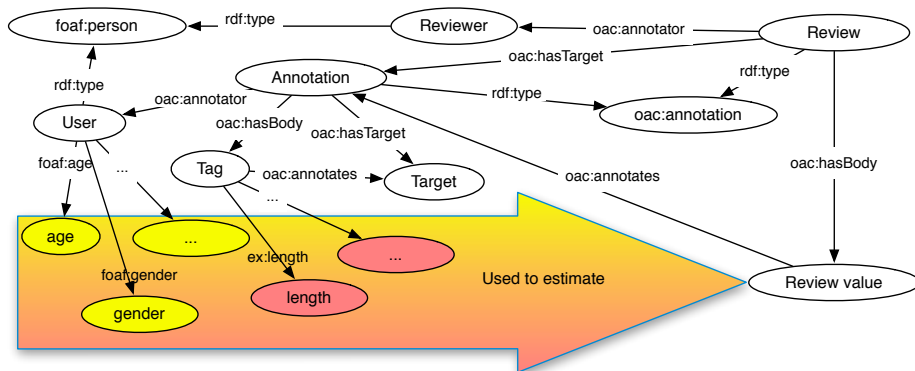 foaf:person
rdf:type
Reviewer
oac:annotator
Review
oac:hasTarget
rdf:type
Annotation
rdf:type
rdf:type
oac:annotator
oac:annotation
User
oac:hasBody
oac:hasTarget
foaf:age
...
Tag
oac:annotates
Target
oac:annotates
oac:hasBody
...
age
...
...
foaf:gender
ex:length
Used to estimate
Review value
length
gender